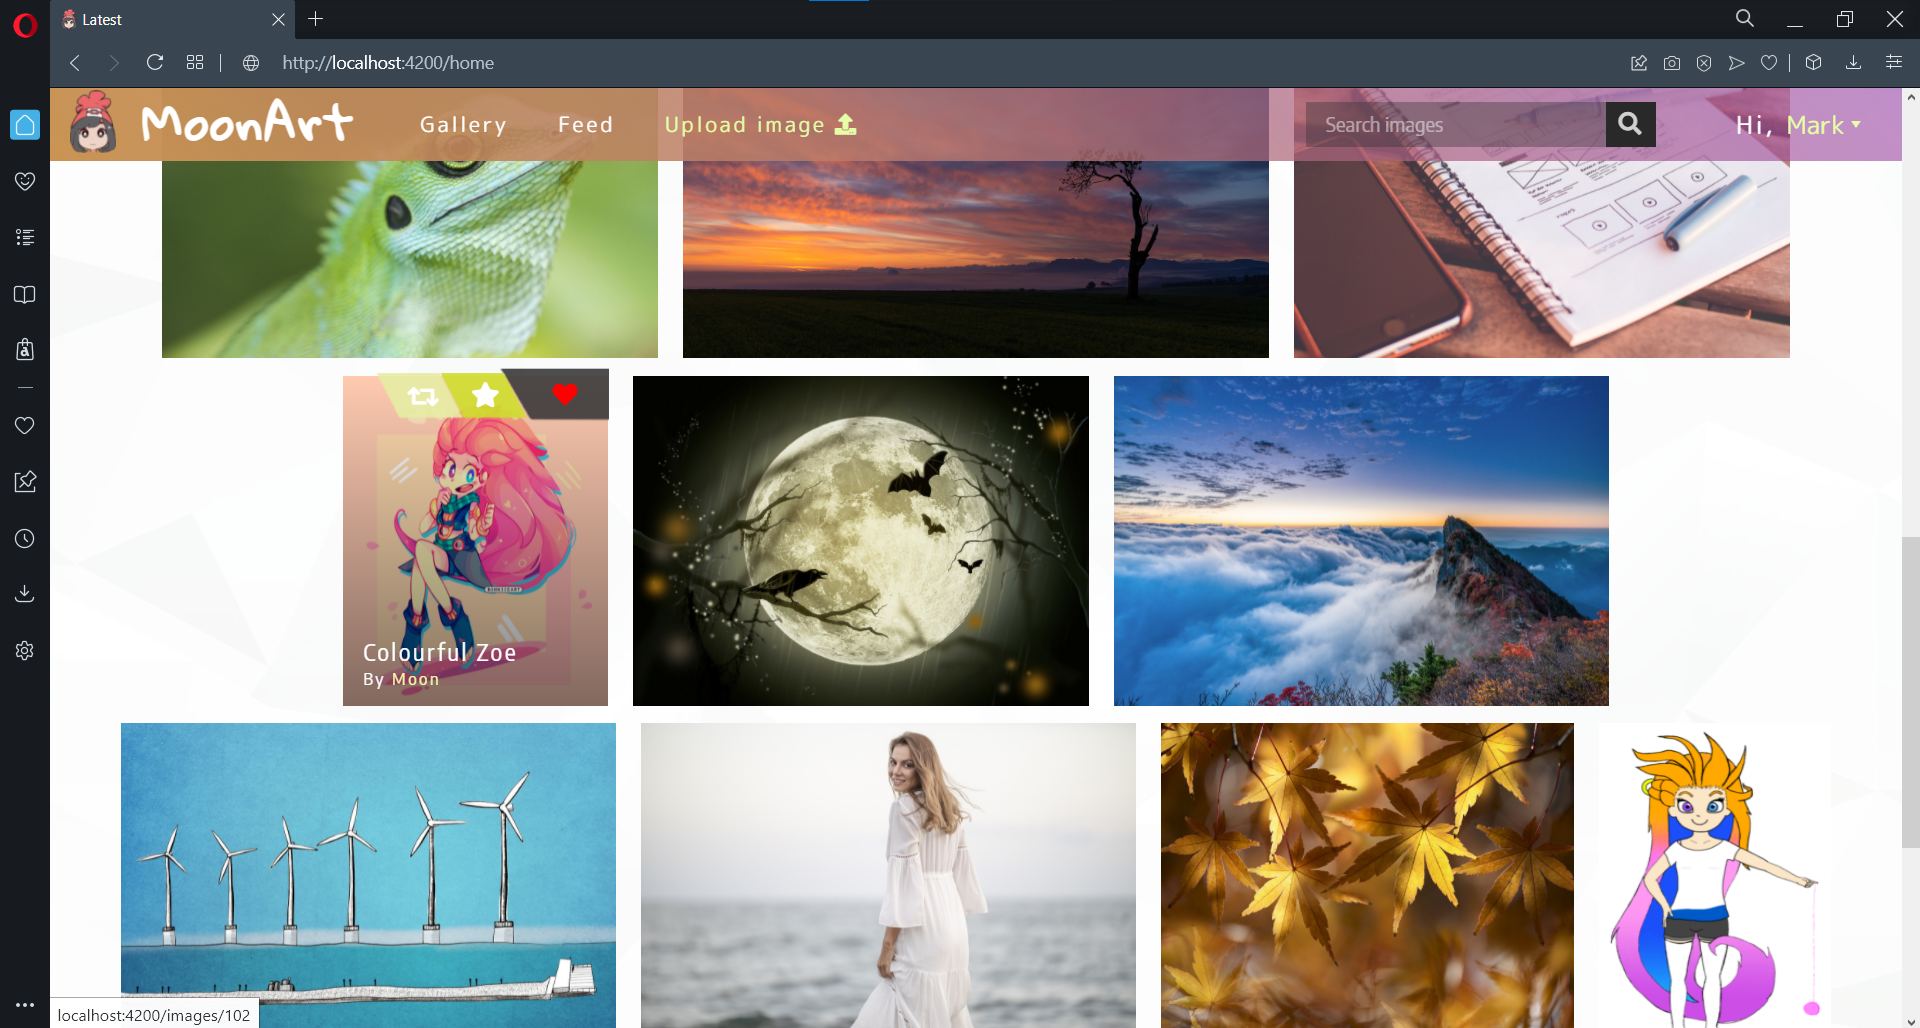 Latest
http://localhost:4200/home
MoonArt
Gallery
Feed
Upload image
Search images
Hi, Mark
Colourful Zoe
By Moon
localhost:4200/images/102